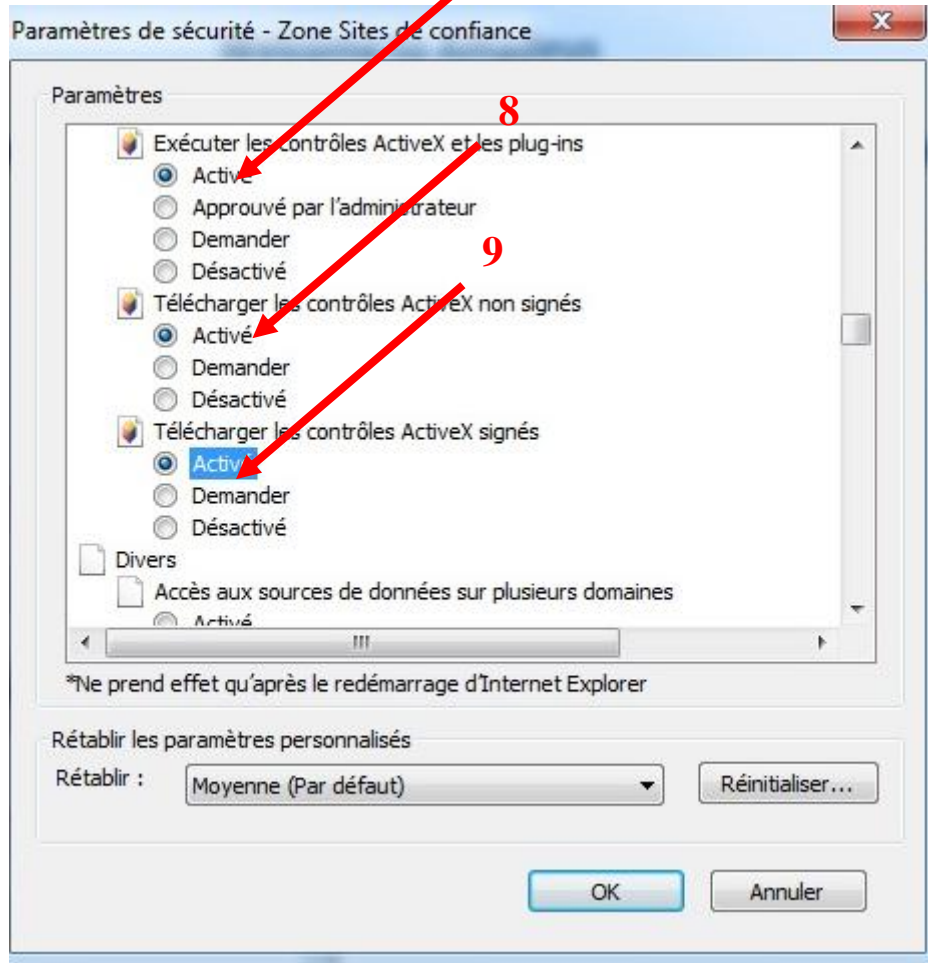 Paramètres de sécurité - Zone Sites de confiance
Paramètres
8
Exécuter les contrôles ActiveX et les plug-ins
Activé
Approuvé par l'administrateur
Demander
9
Désactivé
Télécharger les contrôles ActiveX non signés
Activé
Demander
Désactivé
Télécharger les contrôles ActiveX signés
Activé
Demander
Désactivé
Divers
Accès aux sources de données sur plusieurs domaines
Activé
*Ne prend effet qu'après le redémarrage d'Internet Explorer
Rétablir les paramètres personnalisés
Rétablir :
Moyenne (Par défaut)
Réinitialiser...
OK
Annuler